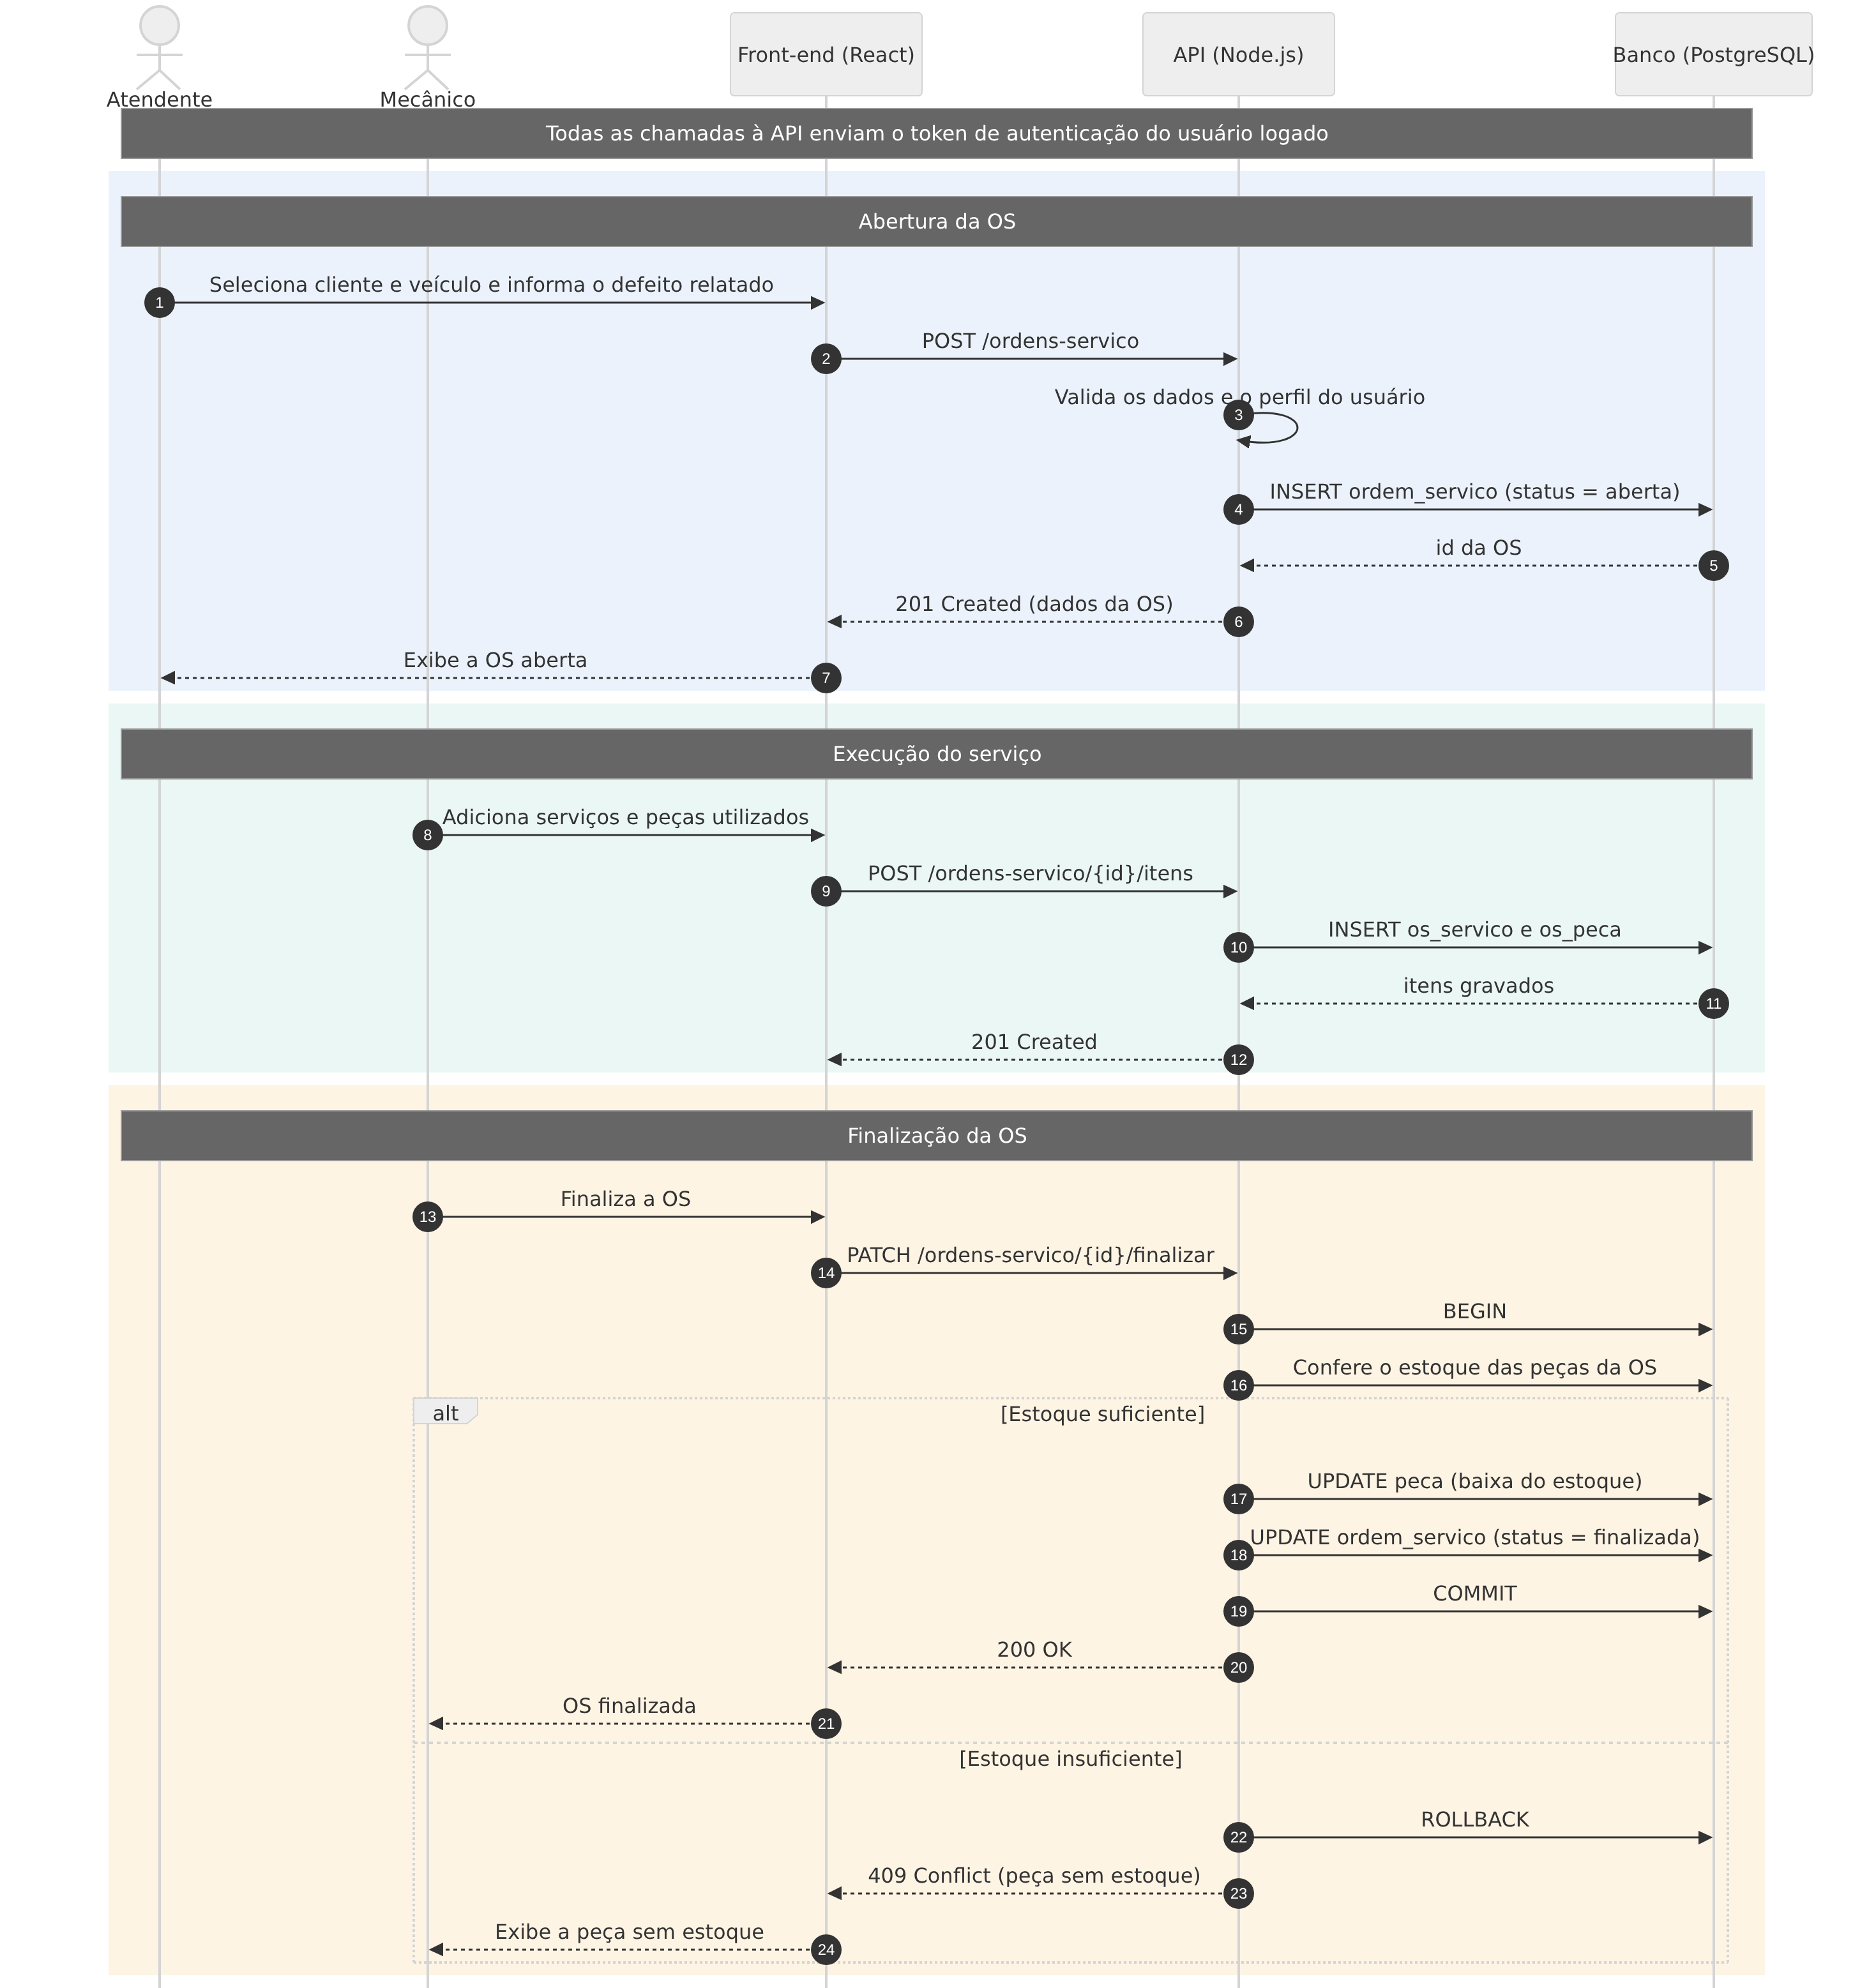 Atendente
Mecânico
Front-end (React)
API (Node.js)
Banco (PostgreSQL)
Todas as chamadas à API enviam o token de autenticação do usuário logado
Abertura da OS
Seleciona cliente e veículo e informa o defeito relatado
1
POST /ordens-servico
2
Valida os dados e o perfil do usuário
3
INSERT ordem_servico (status = aberta)
4
id da OS
5
201 Created (dados da OS)
6
Exibe a OS aberta
7
Execução do serviço
Adiciona serviços e peças utilizados
8
POST /ordens-servico/{id}/itens
9
INSERT os_servico e os_peca
10
itens gravados
11
201 Created
12
Finalização da OS
Finaliza a OS
13
PATCH /ordens-servico/{id}/finalizar
14
BEGIN
15
Confere o estoque das peças da OS
16
alt
[Estoque suficiente]
UPDATE peca (baixa do estoque)
17
UPDATE ordem_servico (status = finalizada)
18
COMMIT
19
200 OK
20
OS finalizada
21
[Estoque insuficiente]
ROLLBACK
22
409 Conflict (peça sem estoque)
23
Exibe a peça sem estoque
24